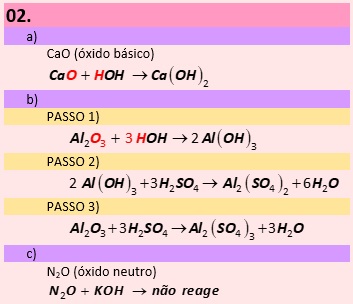 02.
a)
CaO (óxido básico)
CaO + HOH → Ca(OH)₂
b)
PASSO 1)
Al₂O₃ + 3 HOH → 2 Al(OH)₃
PASSO 2)
2 Al(OH)₃ +3H₂SO₄ → Al₂(SO₄)₂ +6H₂O
PASSO 3)
Al₂O₃+3H₂SO₄→Al₂(SO₄)₃ +3H₂O
c)
N₂O (óxido neutro)
N₂O + KOH → não reage